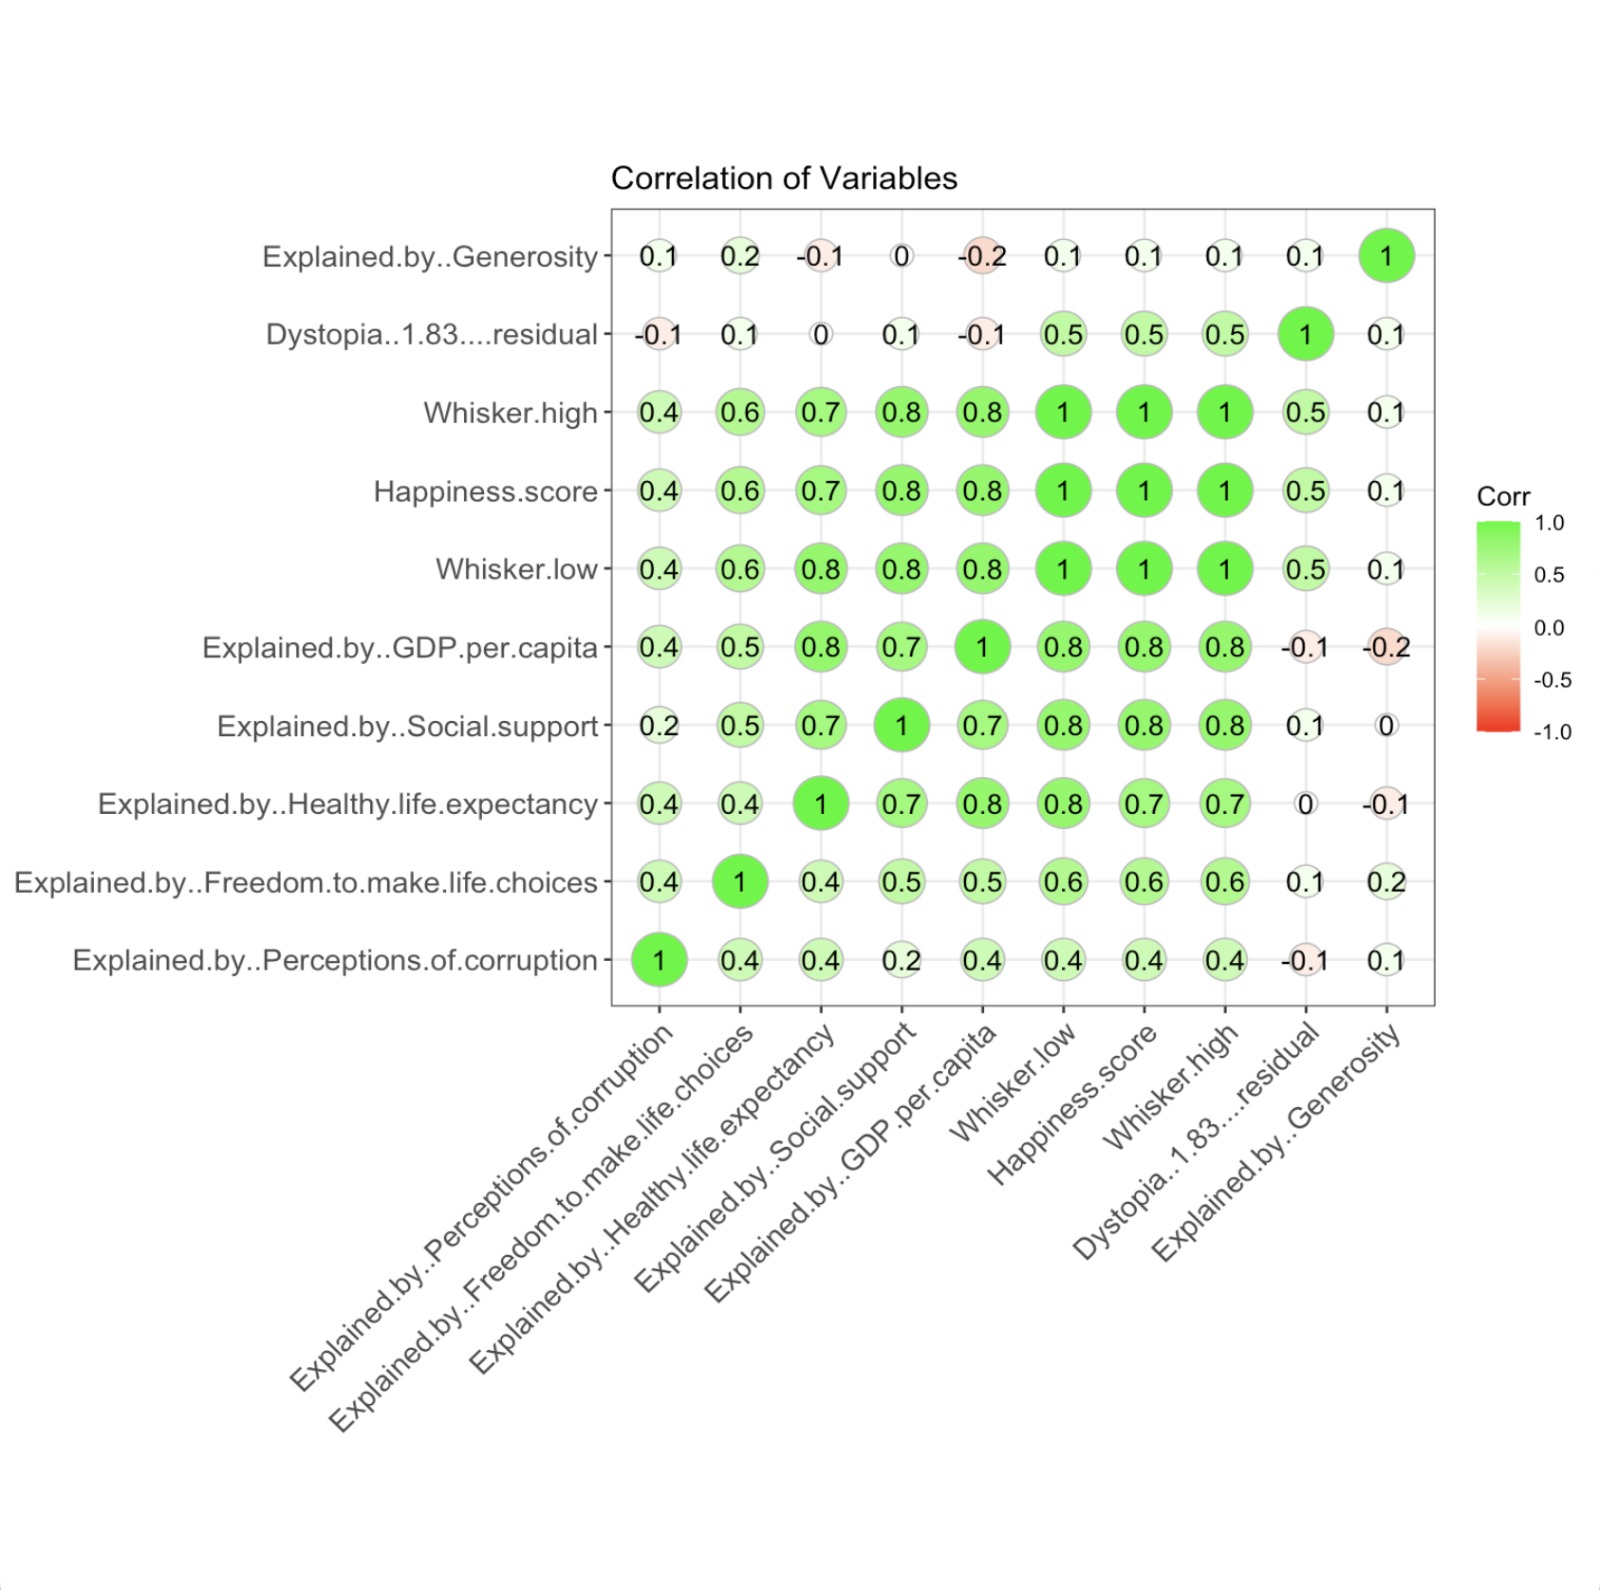 Correlation of Variables
Explained.by..Generosity 0.1 0.2 -0.1 0 -0.2 0.1 0.1 0.1 0.1 1
Dystopia..1.83....residual -0.1 0.1 0 0.1 -0.1 0.5 0.5 0.5 1 0.1
Whisker.high 0.4 0.6 0.7 0.8 0.8 1 1 1 0.5 0.1
Happiness.score 0.4 0.6 0.7 0.8 0.8 1 1 1 0.5 0.1
Whisker.low 0.4 0.6 0.8 0.8 0.8 1 1 1 0.5 0.1
Explained.by..GDP.per.capita 0.4 0.5 0.8 0.7 1 0.8 0.8 0.8 -0.1 -0.2
Explained.by..Social.support 0.2 0.5 0.7 1 0.7 0.8 0.8 0.8 0.1 0
Explained.by..Healthy.life.expectancy 0.4 0.4 1 0.7 0.8 0.8 0.7 0.7 0 -0.1
Explained.by..Freedom.to.make.life.choices 0.4 1 0.4 0.5 0.5 0.6 0.6 0.6 0.1 0.2
Explained.by..Perceptions.of.corruption 1 0.4 0.4 0.2 0.4 0.4 0.4 0.4 -0.1 0.1
Explained.by..Perceptions.of.corruption
Explained.by..Freedom.to.make.life.choices
Explained.by..Healthy.life.expectancy
Explained.by..Social.support
Explained.by..GDP.per.capita
Whisker.low
Happiness.score
Whisker.high
Dystopia..1.83....residual
Explained.by..Generosity
Corr
1.0
0.5
0.0
-0.5
-1.0